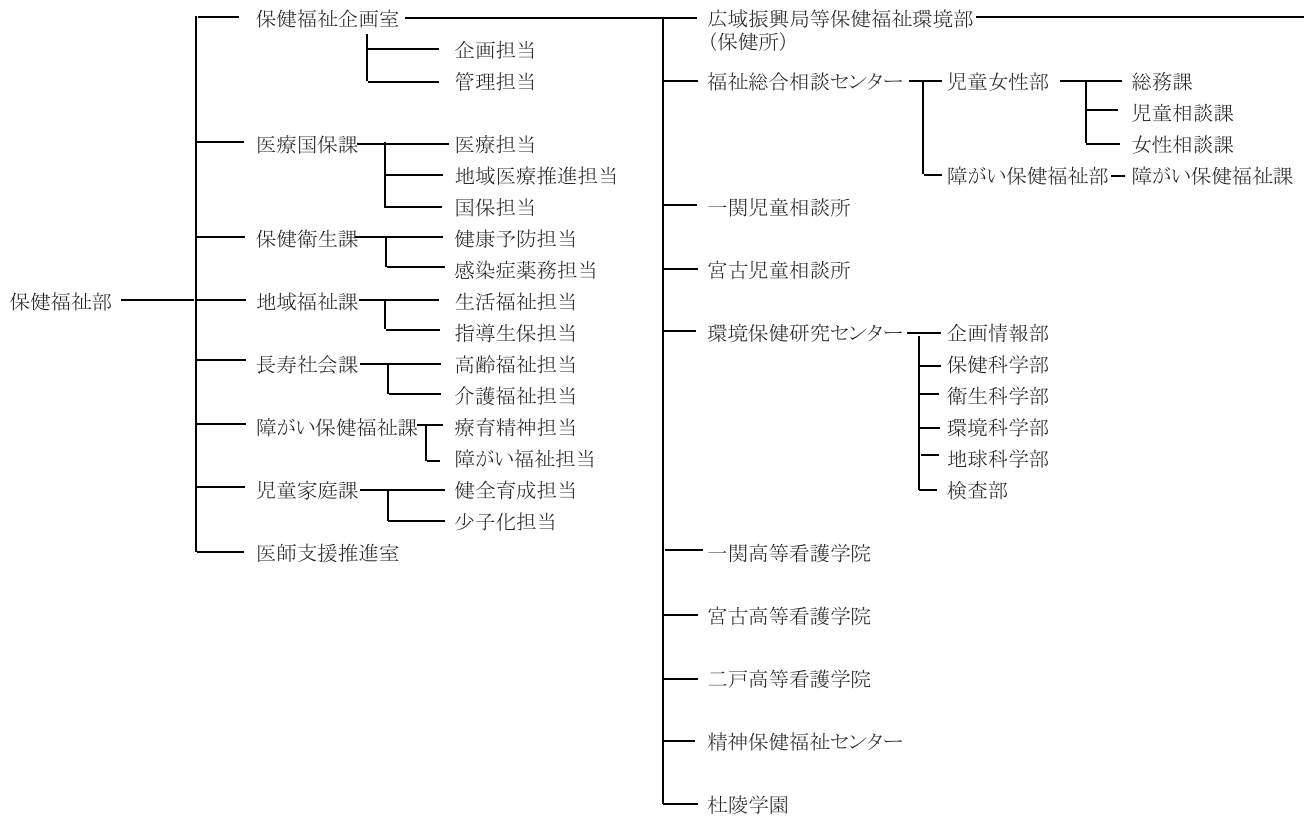 保健福祉部
保健福祉企画室
企画担当
管理担当
医療国保課
医療担当
地域医療推進担当
国保担当
保健衛生課
健康予防担当
感染症薬務担当
地域福祉課
生活福祉担当
指導生保担当
長寿社会課
高齢福祉担当
介護福祉担当
障がい保健福祉課
療育精神担当
障がい福祉担当
児童家庭課
健全育成担当
少子化担当
医師支援推進室
広域振興局等保健福祉環境部
(保健所)
福祉総合相談センター
児童女性部
総務課
児童相談課
女性相談課
障がい保健福祉部
障がい保健福祉課
一関児童相談所
宮古児童相談所
環境保健研究センター
企画情報部
保健科学部
衛生科学部
環境科学部
地球科学部
検査部
一関高等看護学院
宮古高等看護学院
二戸高等看護学院
精神保健福祉センター
杜陵学園